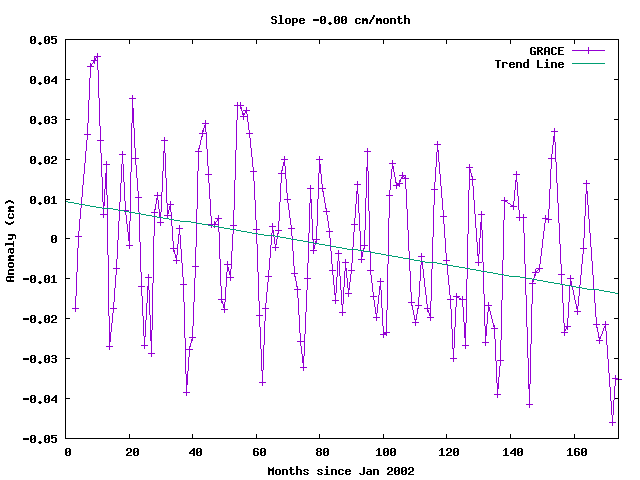 Slope -0.00 cm/month
GRACE
Trend Line
Anomaly (cm)
0.05
0.04
0.03
0.02
0.01
0
-0.01
-0.02
-0.03
-0.04
-0.05
0 20 40 60 80 100 120 140 160
Months since Jan 2002